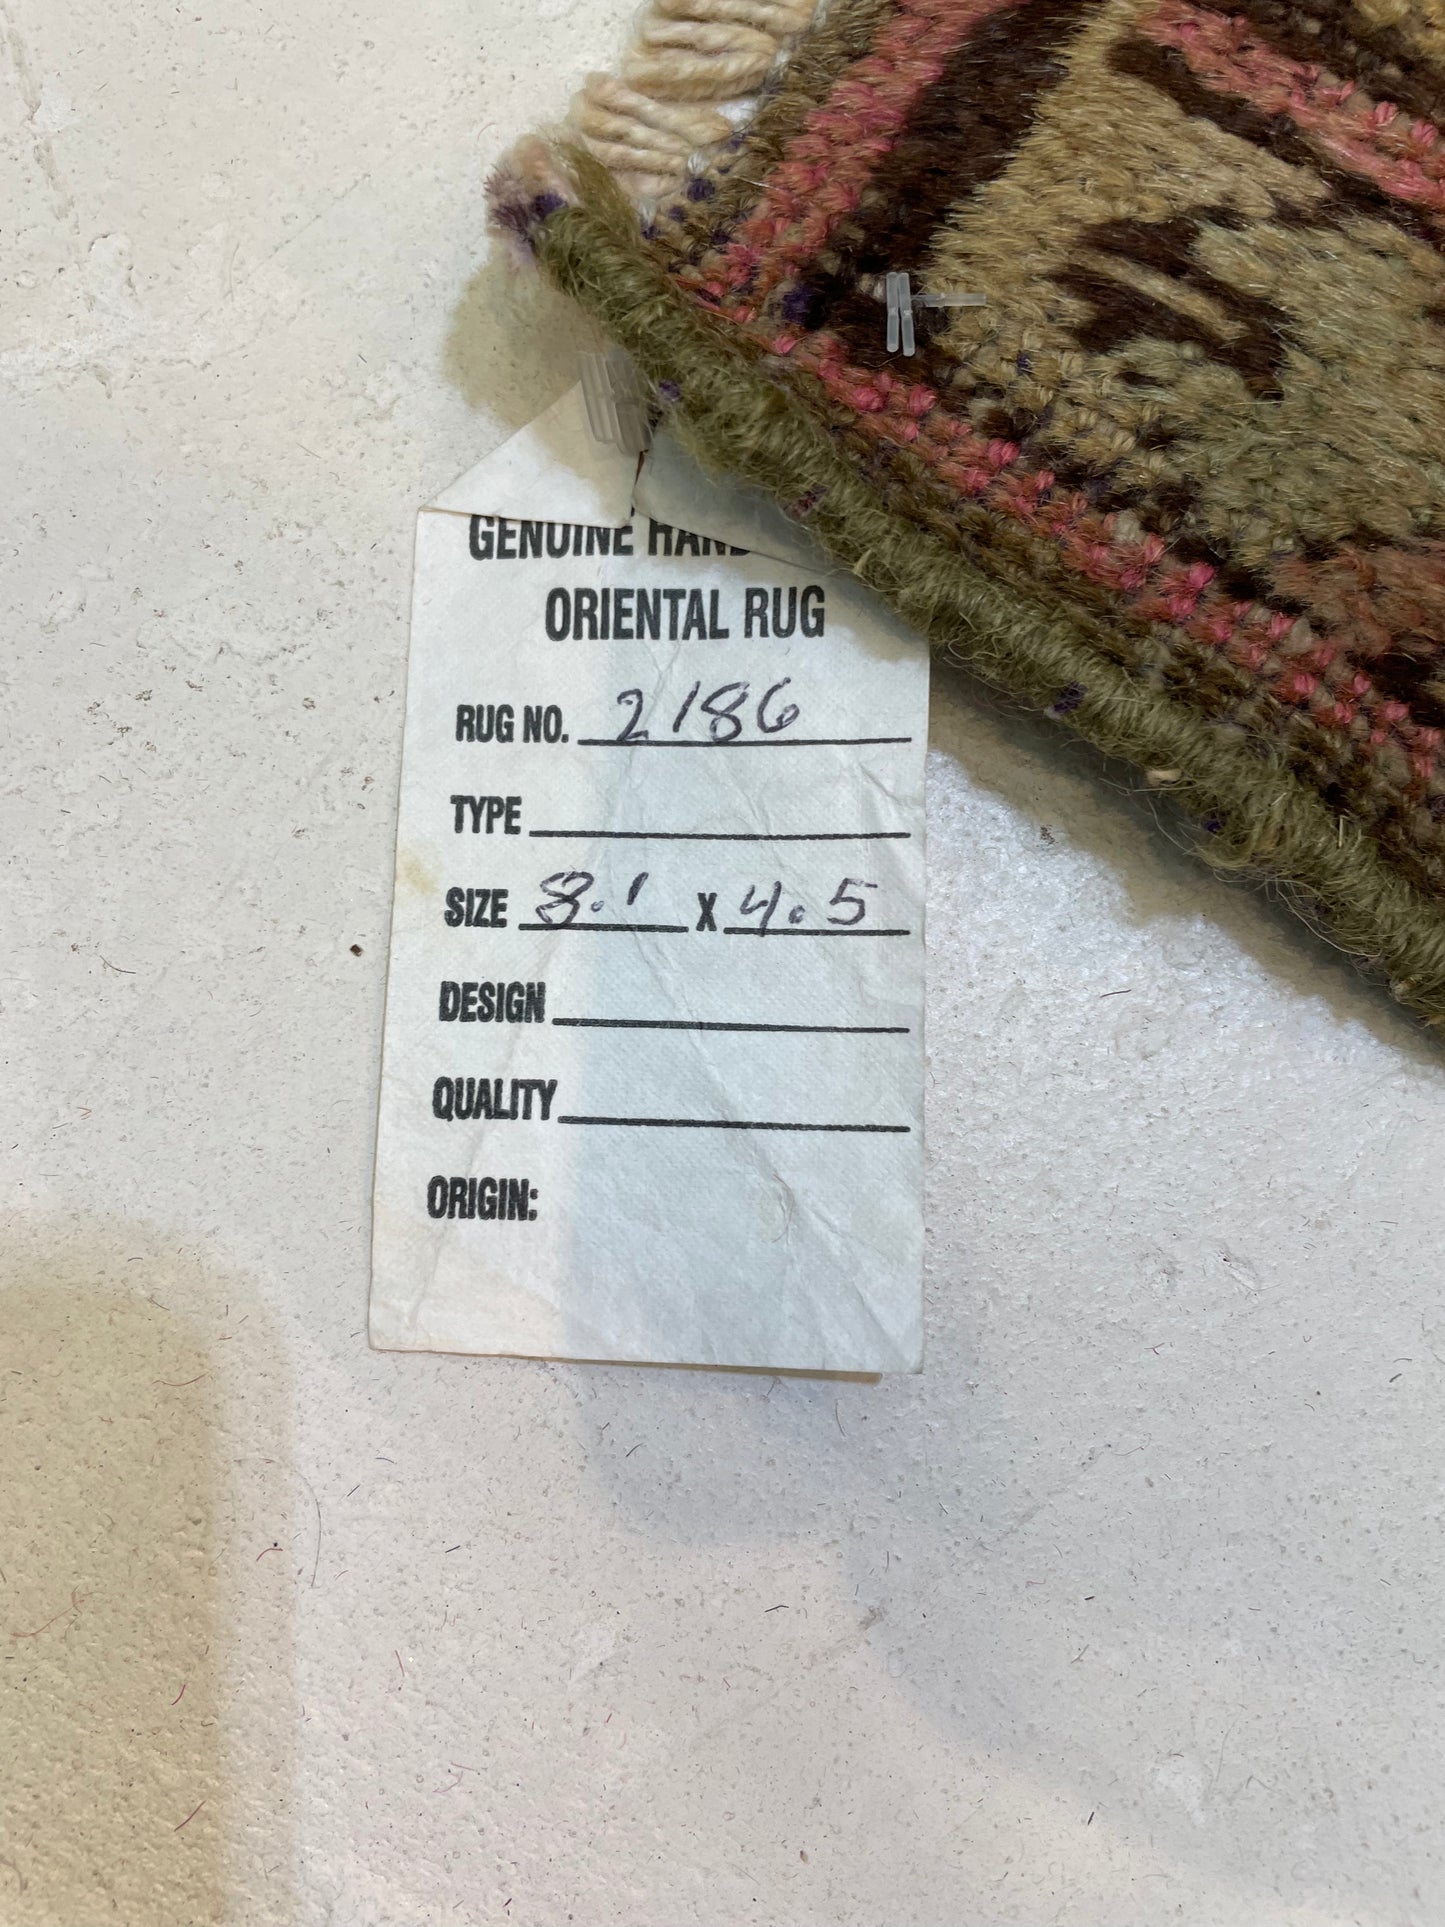 GENUINE HAND
ORIENTAL RUG
RUG NO. 2186
TYPE
SIZE 8.1 X 4.5
DESIGN
QUALITY
ORIGIN: